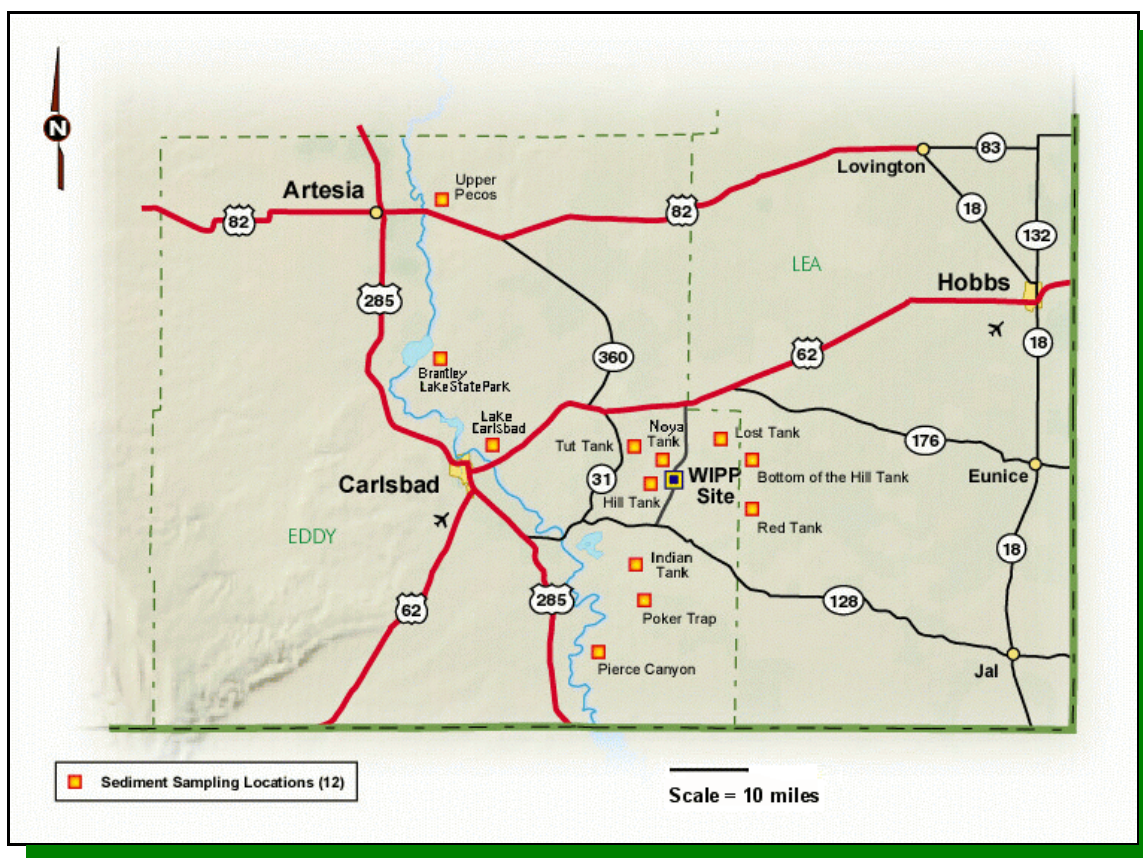 N
Upper
Pecos
Artesia
82
82
Lovington
83
18
132
LEA
Hobbs
285
18
360
62
Brantley
Lake State Park
Lake
Carlsbad
Noya
Tank
Tut Tank
Lost Tank
176
Eunice
Carlsbad
31
WIPP
Site
Bottom of the Hill Tank
Hill Tank
Red Tank
EDDY
18
Indian
Tank
62
285
128
Poker Trap
Pierce Canyon
Jal
Sediment Sampling Locations (12)
Scale = 10 miles